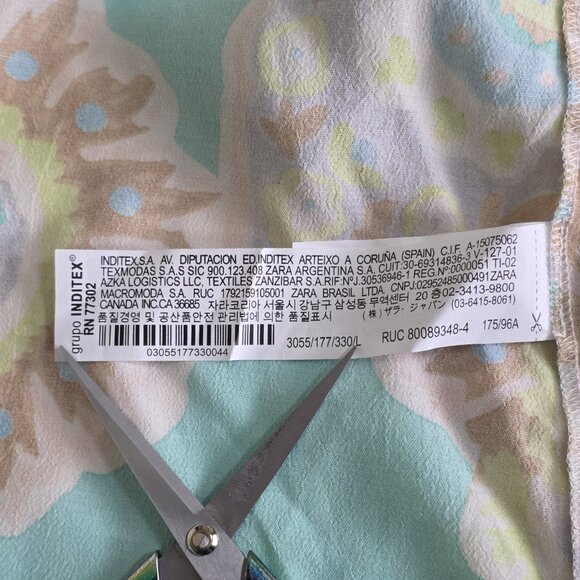 grupo INDITEX®
RN 77302
INDITEX,S.A. AV. DIPUTACION ED.INDITEX ARTEIXO A CORUÑA (SPAIN) C.I.F. A-15075062
TEXMODAS S.A.S SIC 900.123.408 ZARA ARGENTINA S.A. CUIT:30-69314836-3 V-127-01
AZKA LOGISTICS LLC, TEXTILES ZANZIBAR S.A.RIF:Nº:J.30536946-1 REG.Nº0000051 TI-02
MACROMODA S.A. RUC 1792159105001 ZARA BRASIL LTDA. CNPJ:02952485000491ZARA
CANADA INC.CA 36685 자라코리아 서울시 강남구 삼성동 무역센터 20 층02-3413-9800
품질경영 및 공산품안전 관리법에 의한 품질표시 (株) ザラ・ジャパン (03-6415-8061)
03055177330044
3055/177/330/L
RUC 80089348-4
175/96A